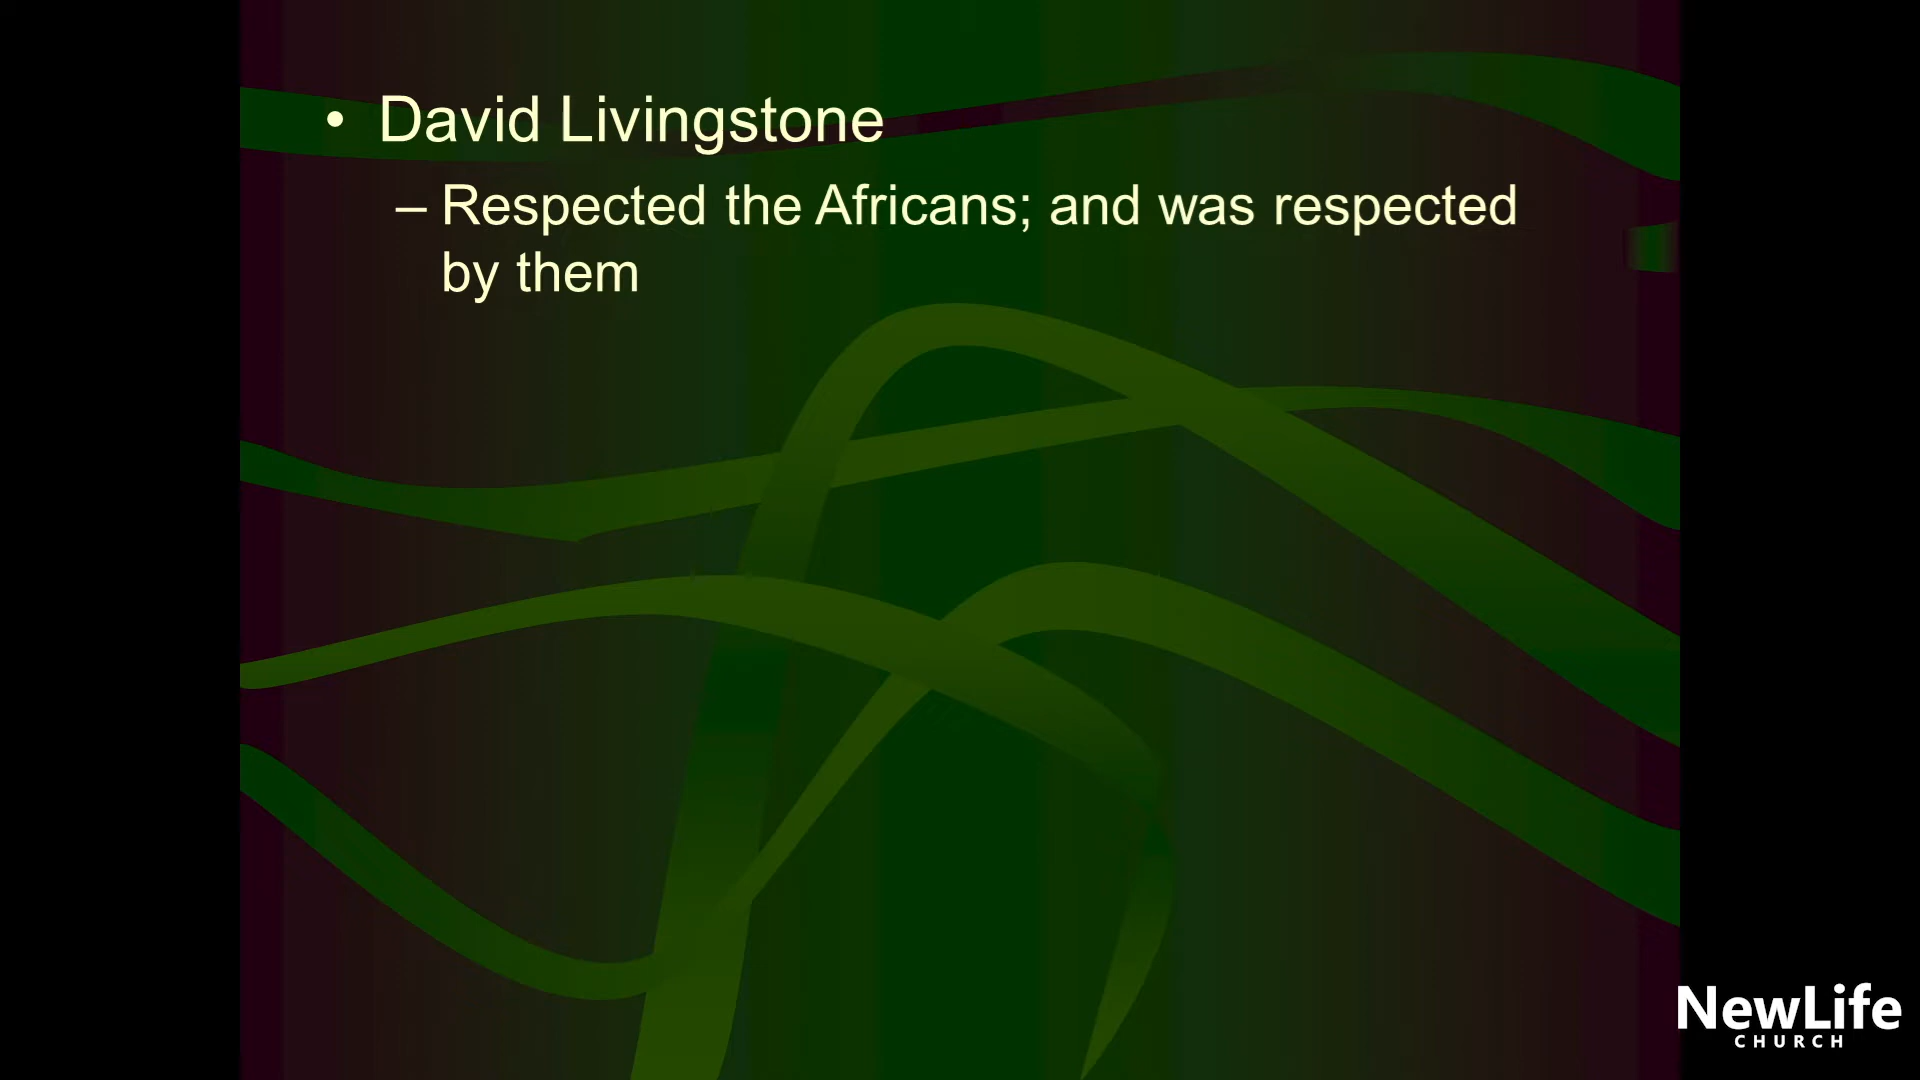 • David Livingstone
– Respected the Africans; and was respected
by them
NewLife
CHURCH